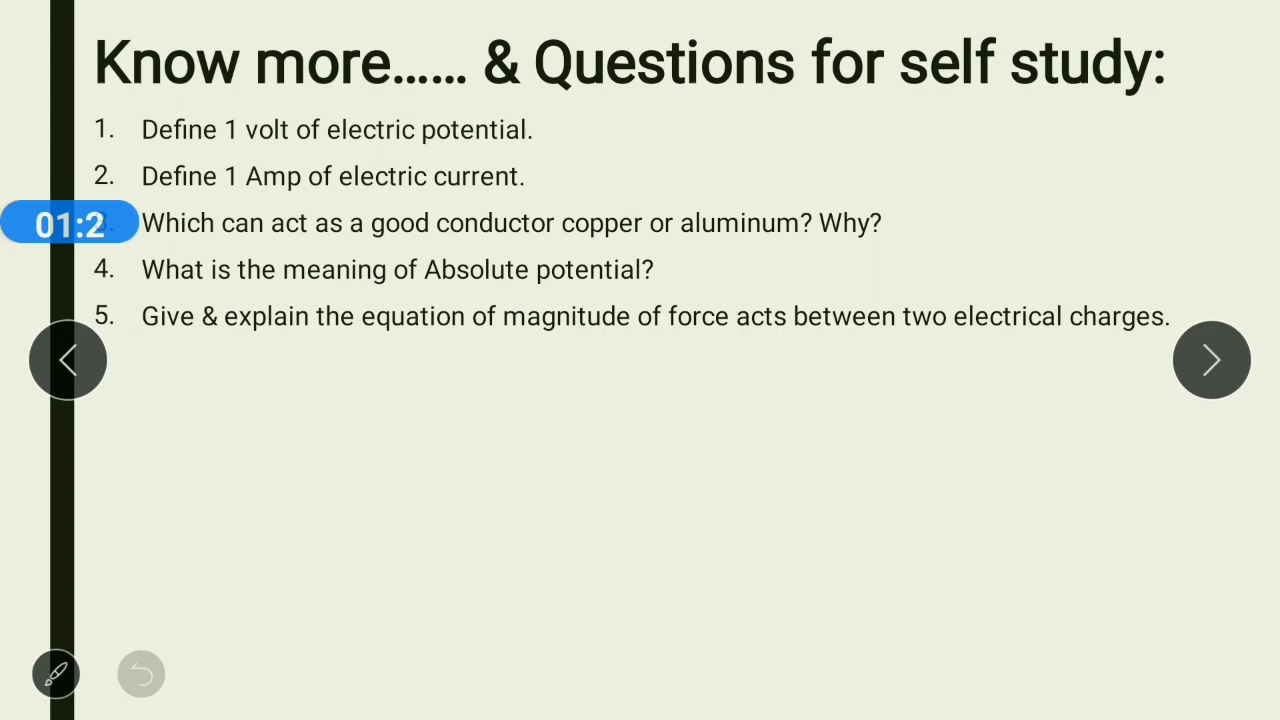 Know more...... & Questions for self study:
1. Define 1 volt of electric potential.
2. Define 1 Amp of electric current.
01:2
3. Which can act as a good conductor copper or aluminum? Why?
4. What is the meaning of Absolute potential?
5. Give & explain the equation of magnitude of force acts between two electrical charges.